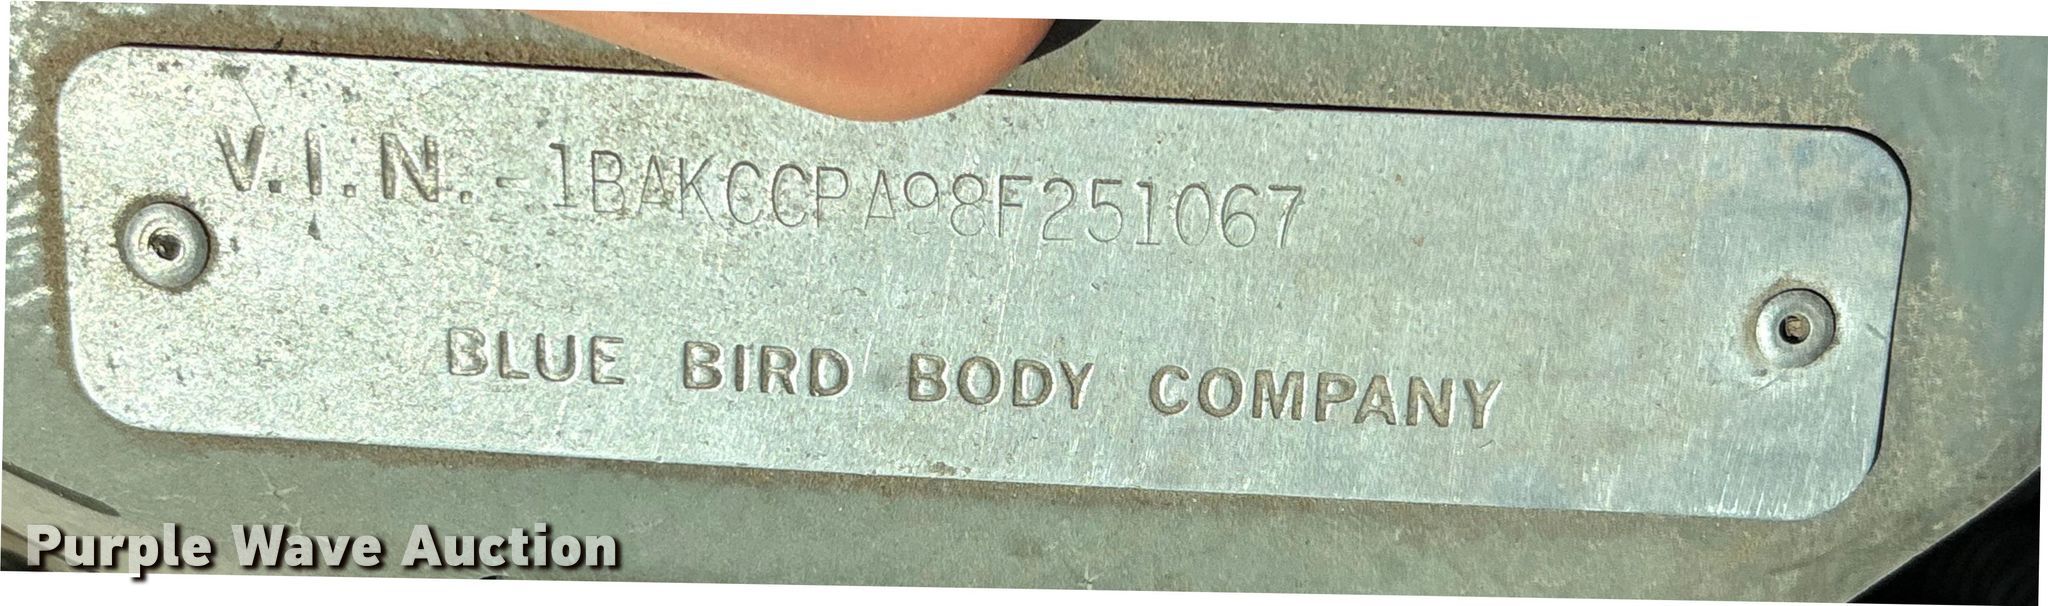 V.I.N.-1BAKCCPA98F251067
BLUE BIRD BODY COMPANY
Purple Wave Auction